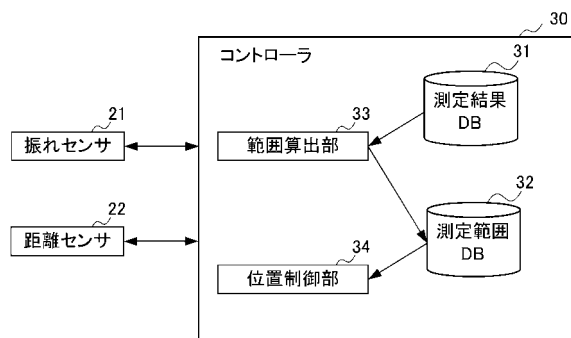 30
コントローラ
31
測定結果
DB
21
振れセンサ
33
範囲算出部
32
測定範囲
DB
22
距離センサ
34
位置制御部